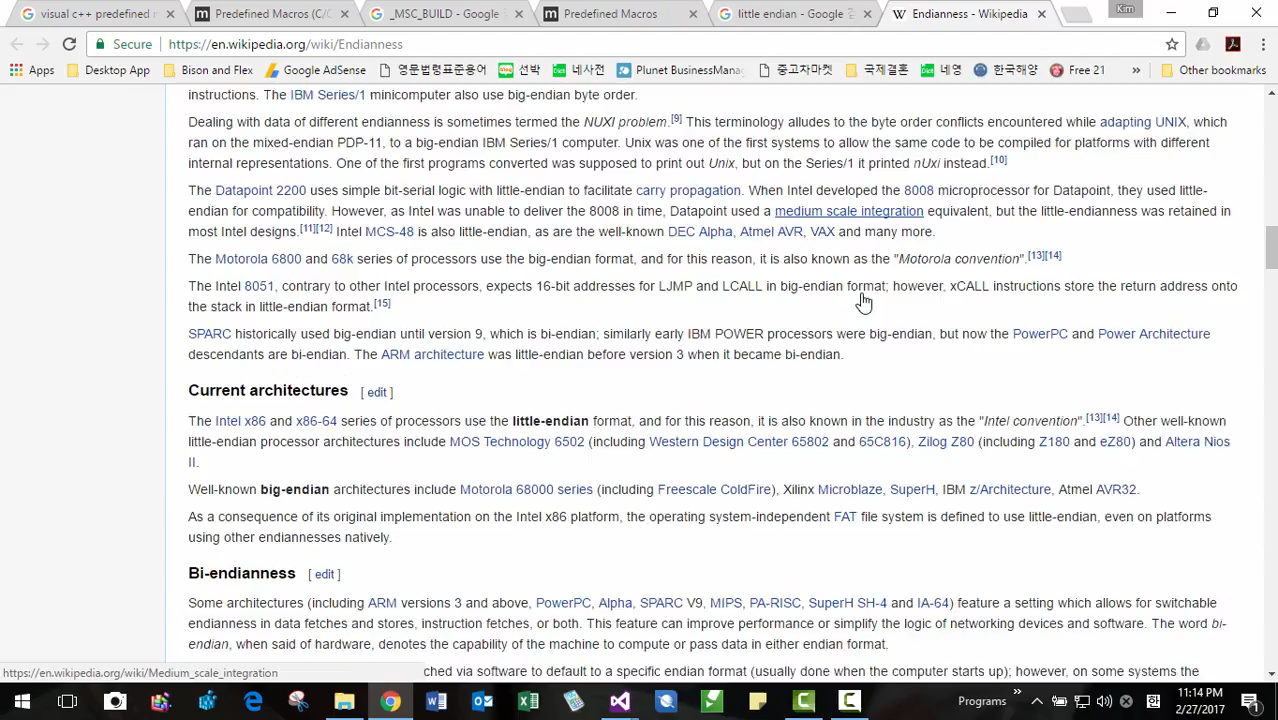 visual c++ predefined m
Predefined Macros (C/C
_MSC_BUILD - Google
Predefined Macros
little endian - Google
Endianness - Wikipedia
Kim
Secure
https://en.wikipedia.org/wiki/Endianness
Apps
Desktop App
Bison and Flex
Google AdSense
영문법령표준용어
선박
Dict 네사전
Plunet BusinessMana
중고차마켓
국제결혼
Dict 네영
한국해양
Free 21
»
Other bookmarks
instructions. The IBM Series/1 minicomputer also use big-endian byte order.
Dealing with data of different endianness is sometimes termed the NUXI problem.[9] This terminology alludes to the byte order conflicts encountered while adapting UNIX, which
ran on the mixed-endian PDP-11, to a big-endian IBM Series/1 computer. Unix was one of the first systems to allow the same code to be compiled for platforms with different
internal representations. One of the first programs converted was supposed to print out Unix, but on the Series/1 it printed nUxi instead.[10]
The Datapoint 2200 uses simple bit-serial logic with little-endian to facilitate carry propagation. When Intel developed the 8008 microprocessor for Datapoint, they used little-
endian for compatibility. However, as Intel was unable to deliver the 8008 in time, Datapoint used a medium scale integration equivalent, but the little-endianness was retained in
most Intel designs.[11][12] Intel MCS-48 is also little-endian, as are the well-known DEC Alpha, Atmel AVR, VAX and many more.
The Motorola 6800 and 68k series of processors use the big-endian format, and for this reason, it is also known as the "Motorola convention".[13][14]
The Intel 8051, contrary to other Intel processors, expects 16-bit addresses for LJMP and LCALL in big-endian format; however, xCALL instructions store the return address onto
the stack in little-endian format.[15]
SPARC historically used big-endian until version 9, which is bi-endian; similarly early IBM POWER processors were big-endian, but now the PowerPC and Power Architecture
descendants are bi-endian. The ARM architecture was little-endian before version 3 when it became bi-endian.
Current architectures [ edit ]
The Intel x86 and x86-64 series of processors use the little-endian format, and for this reason, it is also known in the industry as the "Intel convention".[13][14] Other well-known
little-endian processor architectures include MOS Technology 6502 (including Western Design Center 65802 and 65C816), Zilog Z80 (including Z180 and eZ80) and Altera Nios
II.
Well-known big-endian architectures include Motorola 68000 series (including Freescale ColdFire), Xilinx Microblaze, SuperH, IBM z/Architecture, Atmel AVR32.
As a consequence of its original implementation on the Intel x86 platform, the operating system-independent FAT file system is defined to use little-endian, even on platforms
using other endiannesses natively.
Bi-endianness [ edit ]
Some architectures (including ARM versions 3 and above, PowerPC, Alpha, SPARC V9, MIPS, PA-RISC, SuperH SH-4 and IA-64) feature a setting which allows for switchable
endianness in data fetches and stores, instruction fetches, or both. This feature can improve performance or simplify the logic of networking devices and software. The word bi-
endian, when said of hardware, denotes the capability of the machine to compute or pass data in either endian format.
ched via software to default to a specific endian format (usually done when the computer starts up); however, on some systems the
https://en.wikipedia.org/wiki/Medium_scale_integration
Programs
»
한
11:14 PM
2/27/2017
1